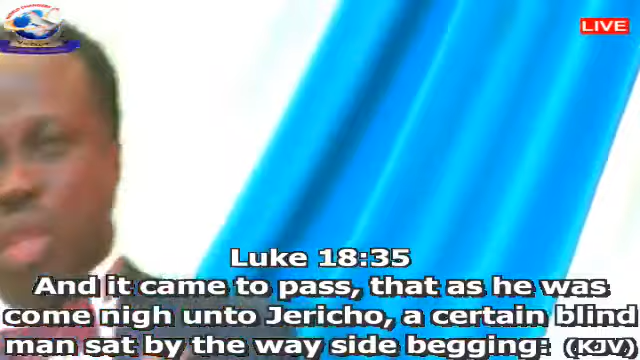 LIVE
Luke 18:35
And it came to pass, that as he was
come nigh unto Jericho, a certain blind
man sat by the way side begging: (KJV)